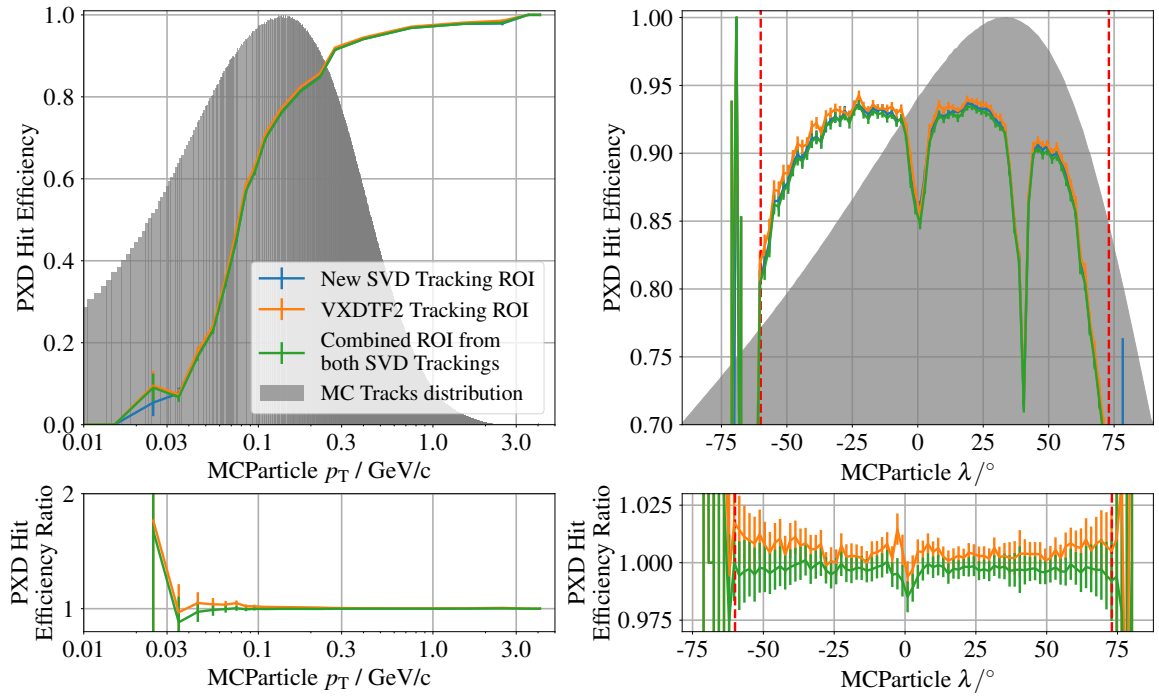 PXD Hit Efficiency
1.0
0.8
0.6
0.4
0.2
0.0
0.01
0.03
0.1
0.3
1.0
3.0
MCParticle pT / GeV/c
New SVD Tracking ROI
VXDTF2 Tracking ROI
Combined ROI from
both SVD Trackings
MC Tracks distribution
PXD Hit Efficiency
1.00
0.95
0.90
0.85
0.80
0.75
0.70
-75
-50
-25
0
25
50
75
MCParticle λ/°
PXD Hit
Efficiency Ratio
2
1
0.01
0.03
0.1
0.3
1.0
3.0
MCParticle pT / GeV/c
PXD Hit
Efficiency Ratio
1.025
1.000
0.975
-75
-50
-25
0
25
50
75
MCParticle λ/°